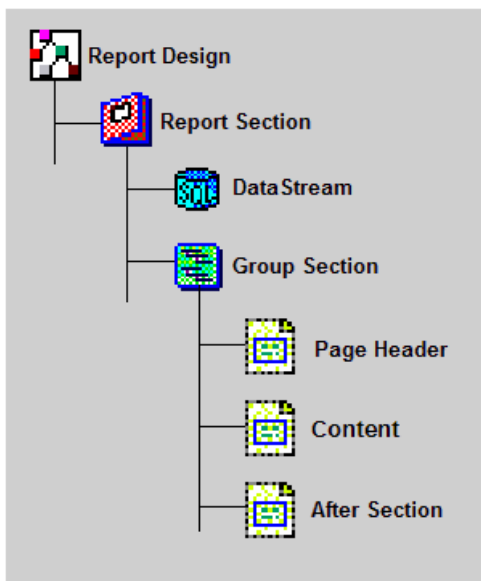 Report Design
Report Section
DataStream
Group Section
Page Header
Content
After Section